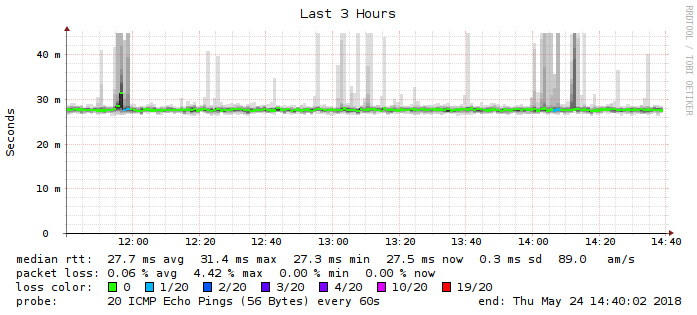 Last 3 Hours
RRDTOOL / TOBI OETIKER
Seconds
40 m
30 m
20 m
10 m
0
12:00 12:20 12:40 13:00 13:20 13:40 14:00 14:20 14:40
median rtt: 27.7 ms avg 31.4 ms max 27.3 ms min 27.5 ms now 0.3 ms sd 89.0 am/s
packet loss: 0.06 % avg 4.42 % max 0.00 % min 0.00 % now
loss color: 0 1/20 2/20 3/20 4/20 10/20 19/20
probe: 20 ICMP Echo Pings (56 Bytes) every 60s end: Thu May 24 14:40:02 2018